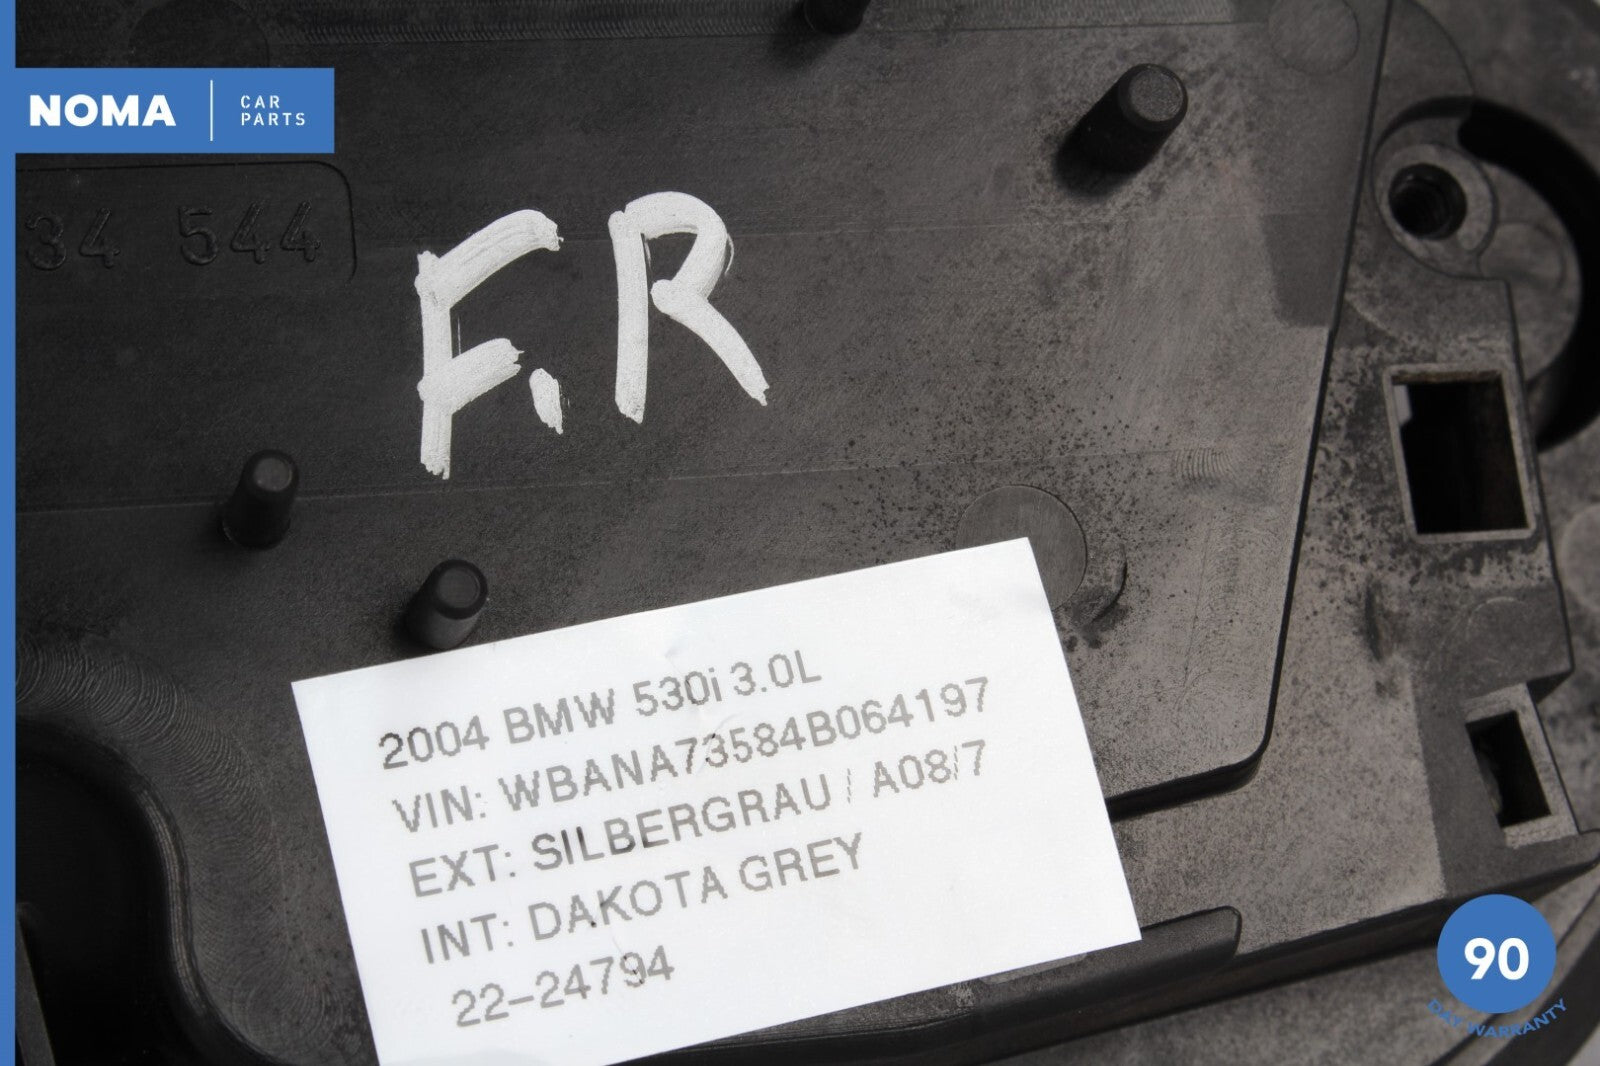 NOMA
CAR
PARTS
34 544
F.R
2004 BMW 530i 3.0L
VIN: WBANA73584B064197
EXT: SILBERGRAU / A08/7
INT: DAKOTA GREY
22-24794
90
DAY WARRANTY